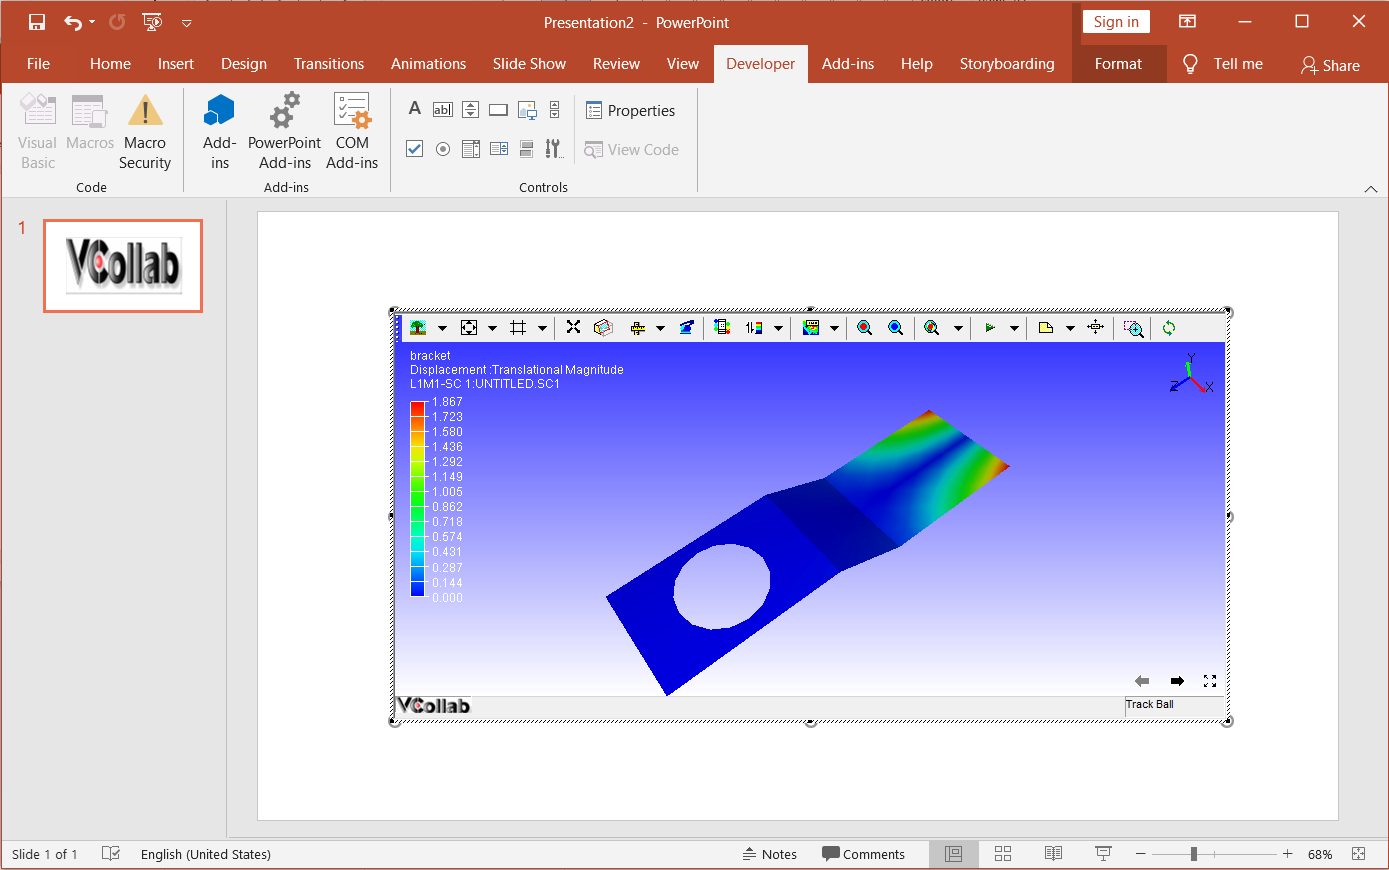 Presentation2 - PowerPoint
Sign in
File Home Insert Design Transitions Animations Slide Show Review View Developer Add-ins Help Storyboarding Format Tell me Share
Visual Basic
Macros
Macro Security
Code
Add-ins
PowerPoint Add-ins
COM Add-ins
Add-ins
A
abl
Properties
View Code
Controls
1
VCollab
bracket
Displacement :Translational Magnitude
L1M1-SC 1:UNTITLED.SC1
1.867
1.723
1.580
1.436
1.292
1.149
1.005
0.862
0.718
0.574
0.431
0.287
0.144
0.000
Y
Z
X
VCollab
Track Ball
Slide 1 of 1
English (United States)
Notes
Comments
68%